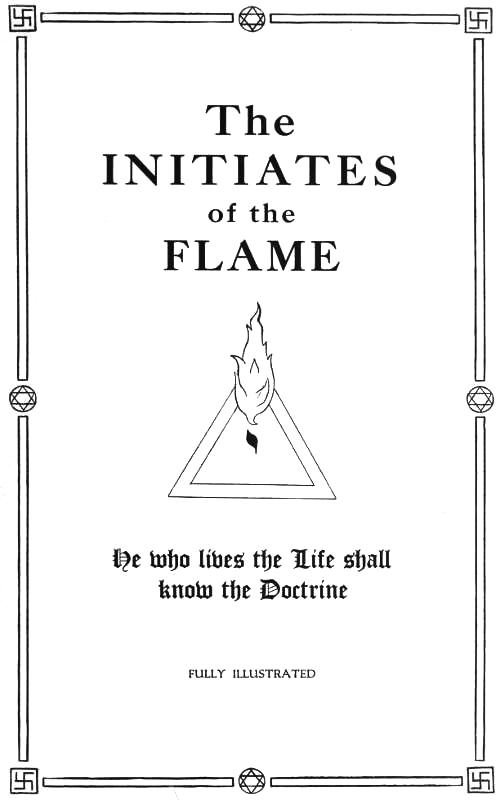 The
INITIATES
of the
FLAME
י
He who lives the Life shall
know the Doctrine
FULLY ILLUSTRATED